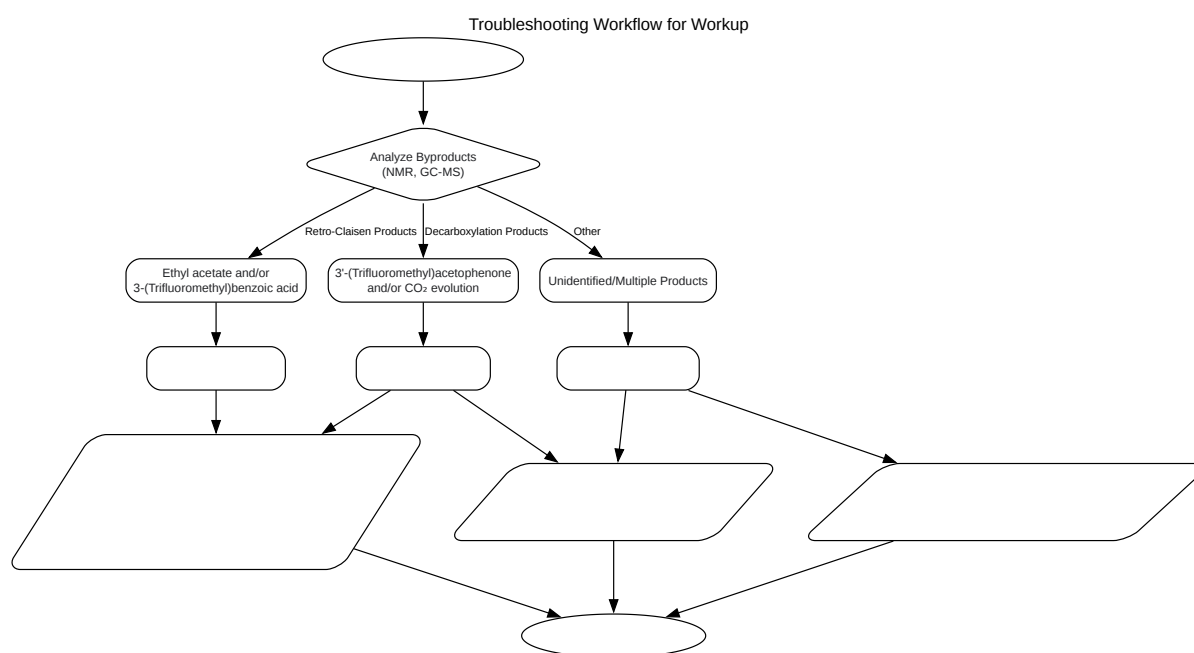 Troubleshooting Workflow for Workup
Analyze Byproducts
(NMR, GC-MS)
Retro-Claisen Products
Decarboxylation Products
Other
Ethyl acetate and/or
3-(Trifluoromethyl)benzoic acid
3'-(Trifluoromethyl)acetophenone
and/or CO₂ evolution
Unidentified/Multiple Products